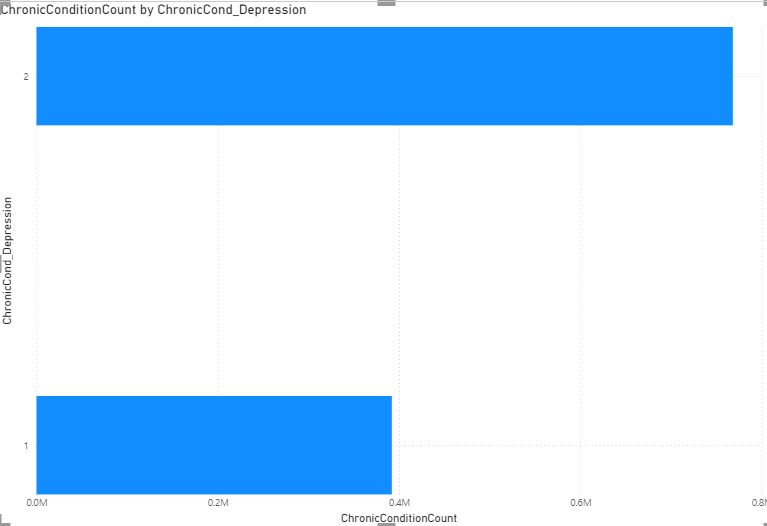 ChronicConditionCount by ChronicCond_Depression
2
ChronicCond_Depression
1
0.0M 0.2M 0.4M 0.6M 0.8M
ChronicConditionCount